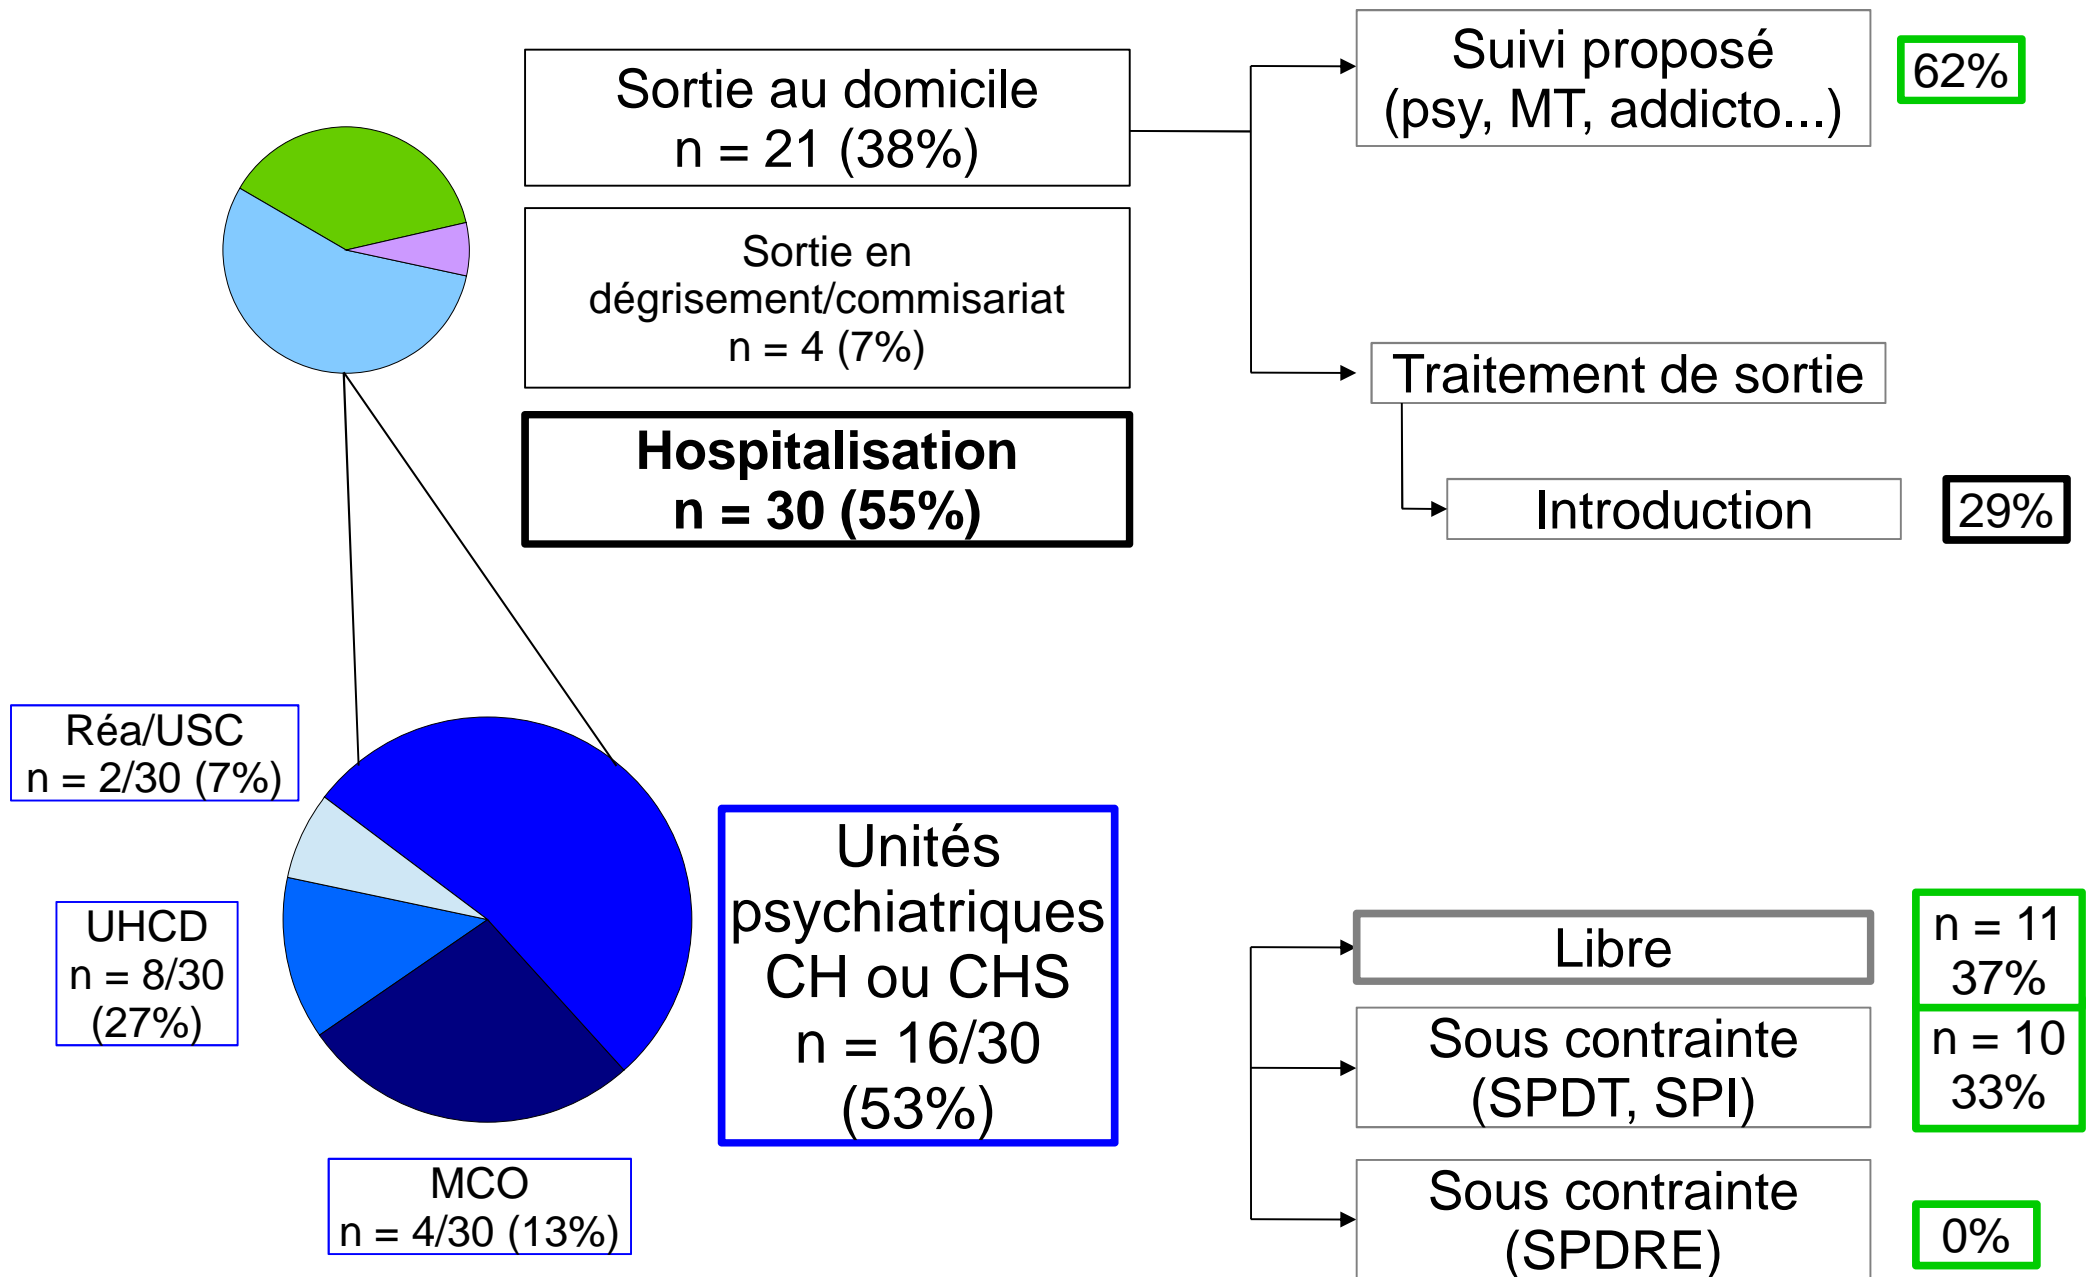 Sortie au domicile
n = 21 (38%)
Suivi proposé
(psy, MT, addicto...)
62%
Sortie en
dégrisement/commisariat
n = 4 (7%)
Traitement de sortie
Hospitalisation
n = 30 (55%)
Introduction
29%
Réa/USC
n = 2/30 (7%)
UHCD
n = 8/30
(27%)
MCO
n = 4/30 (13%)
Unités
psychiatriques
CH ou CHS
n = 16/30
(53%)
Libre
n = 11
37%
Sous contrainte
(SPDT, SPI)
n = 10
33%
Sous contrainte
(SPDRE)
0%